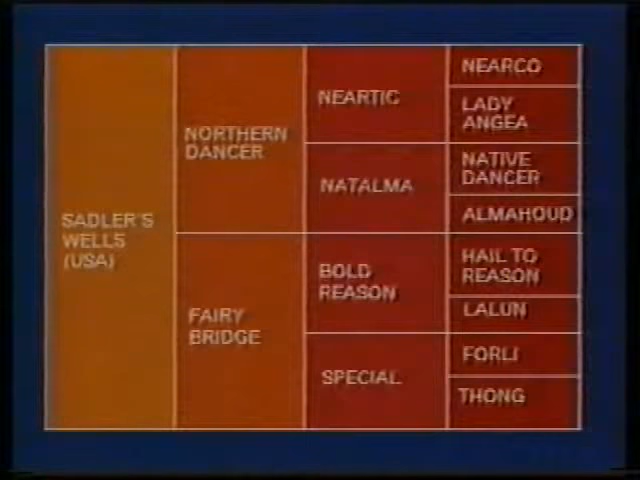 SADLER'S
WELLS
(USA)
NORTHERN
DANCER
FAIRY
BRIDGE
NEARTIC
NATALMA
BOLD
REASON
SPECIAL
NEARCO
LADY
ANGEA
NATIVE
DANCER
ALMAHOUD
HAIL TO
REASON
LALUN
FORLI
THONG